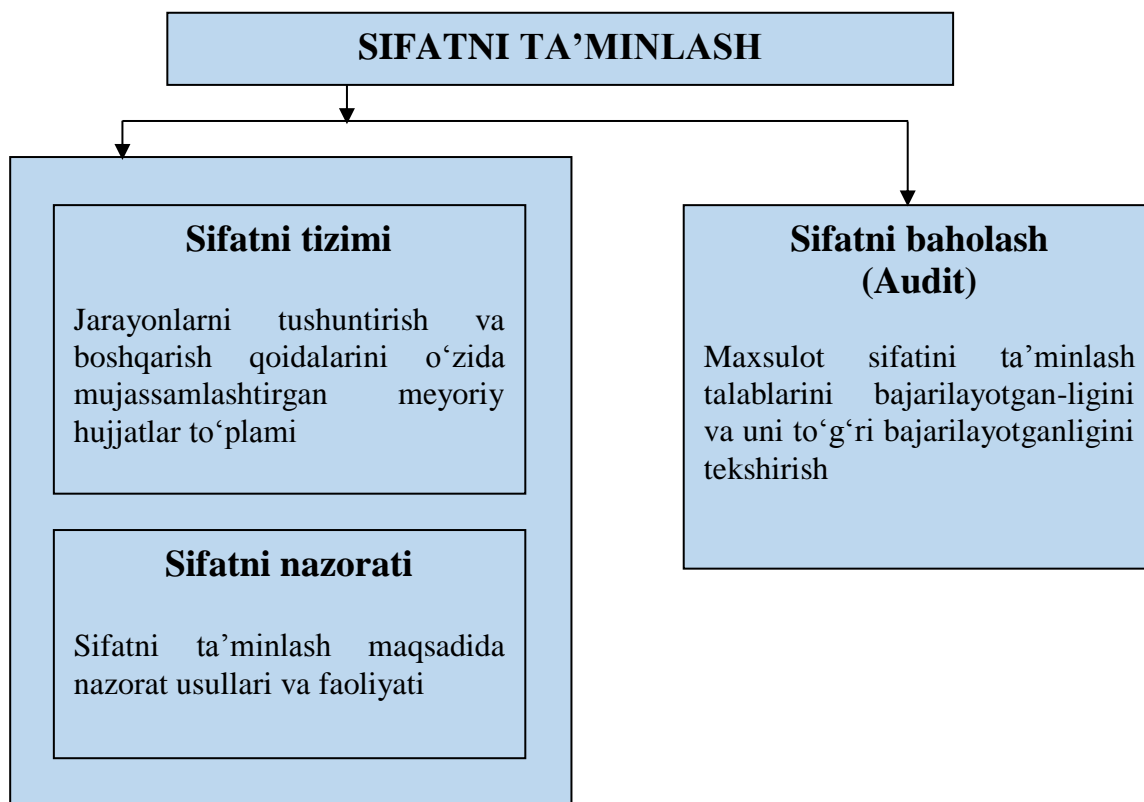 SIFATNI TA’MINLASH
Sifatni tizimi
Jarayonlarni tushuntirish va
boshqarish qoidalarini o‘zida
mujassamlashtirgan meyoriy
hujjatlar to‘plami
Sifatni nazorati
Sifatni ta’minlash maqsadida
nazorat usullari va faoliyati
Sifatni baholash
(Audit)
Maxsulot sifatini ta’minlash
talablarini bajarilayotgan-ligini
va uni to‘g‘ri bajarilayotganligini
tekshirish